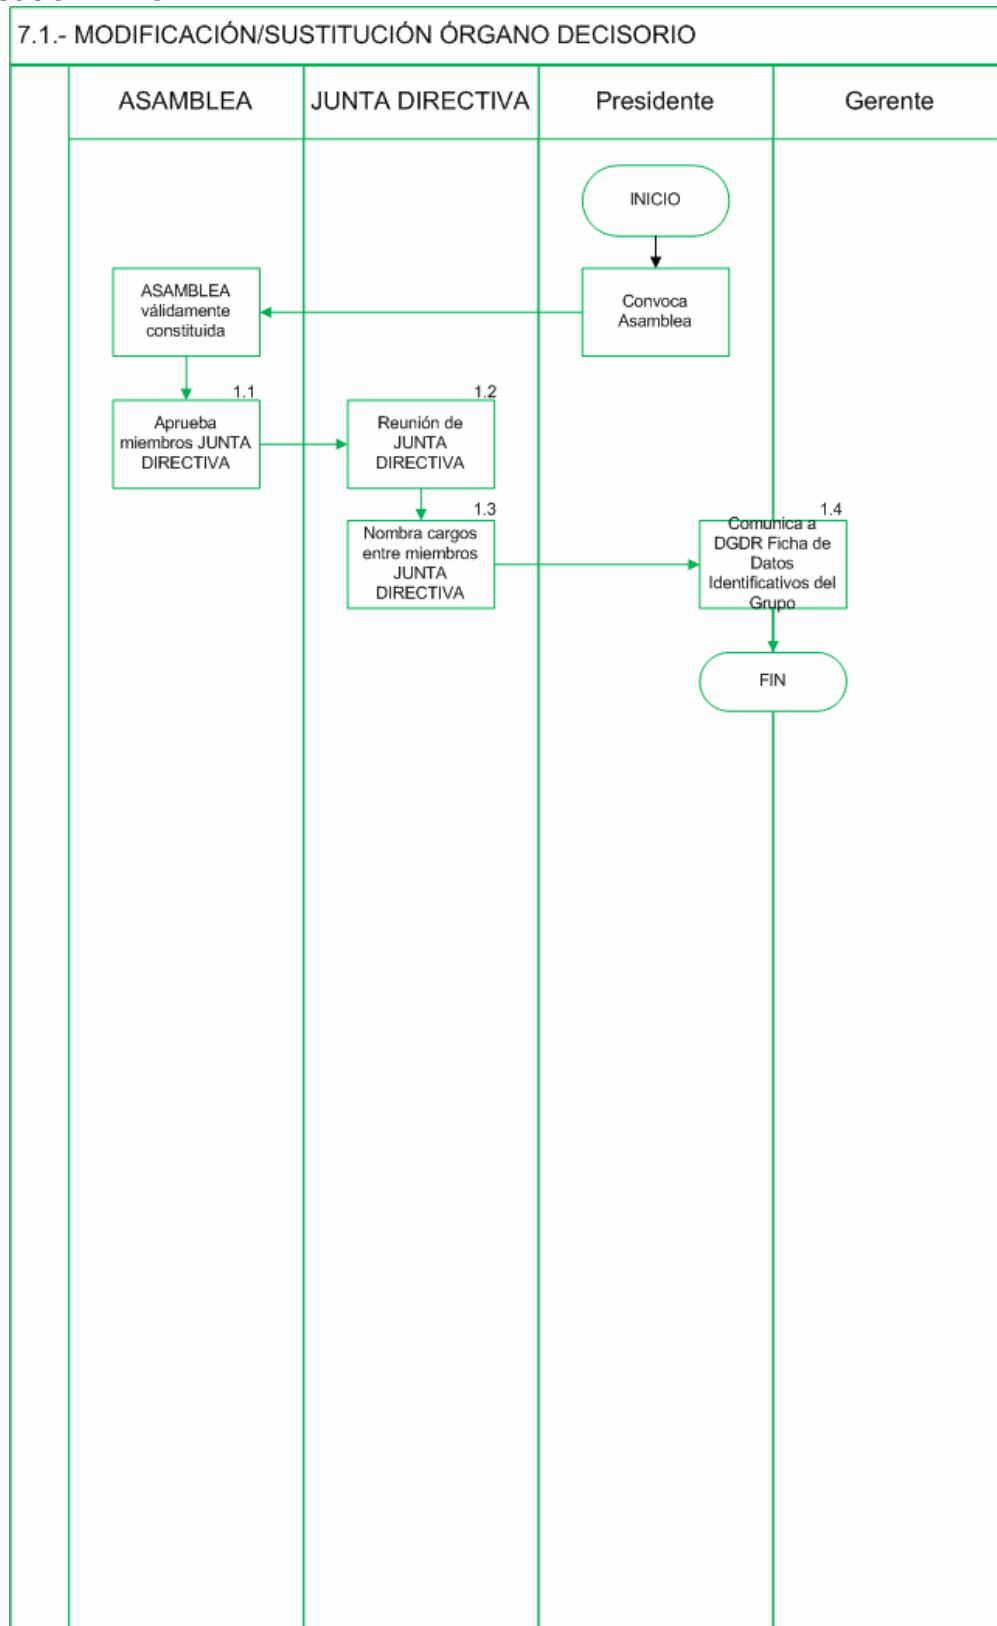 7.1.- MODIFICACIÓN/SUSTITUCIÓN ÓRGANO DECISORIO
ASAMBLEA
JUNTA DIRECTIVA
Presidente
Gerente
INICIO
Convoca
Asamblea
ASAMBLEA
válidamente
constituida
1.1
Aprueba
miembros JUNTA
DIRECTIVA
1.2
Reunión de
JUNTA
DIRECTIVA
1.3
Nombra cargos
entre miembros
JUNTA
DIRECTIVA
1.4
Comunica a
DGDR Ficha de
Datos
Identificativos del
Grupo
FIN